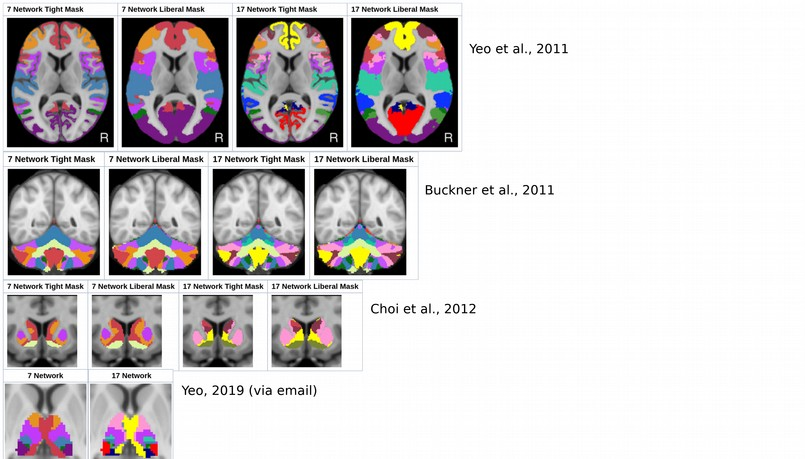 7 Network Tight Mask 7 Network Liberal Mask 17 Network Tight Mask 17 Network Liberal Mask
Yeo et al., 2011
R R R R
7 Network Tight Mask 7 Network Liberal Mask 17 Network Tight Mask 17 Network Liberal Mask
Buckner et al., 2011
7 Network Tight Mask 7 Network Liberal Mask 17 Network Tight Mask 17 Network Liberal Mask
Choi et al., 2012
7 Network 17 Network
Yeo, 2019 (via email)